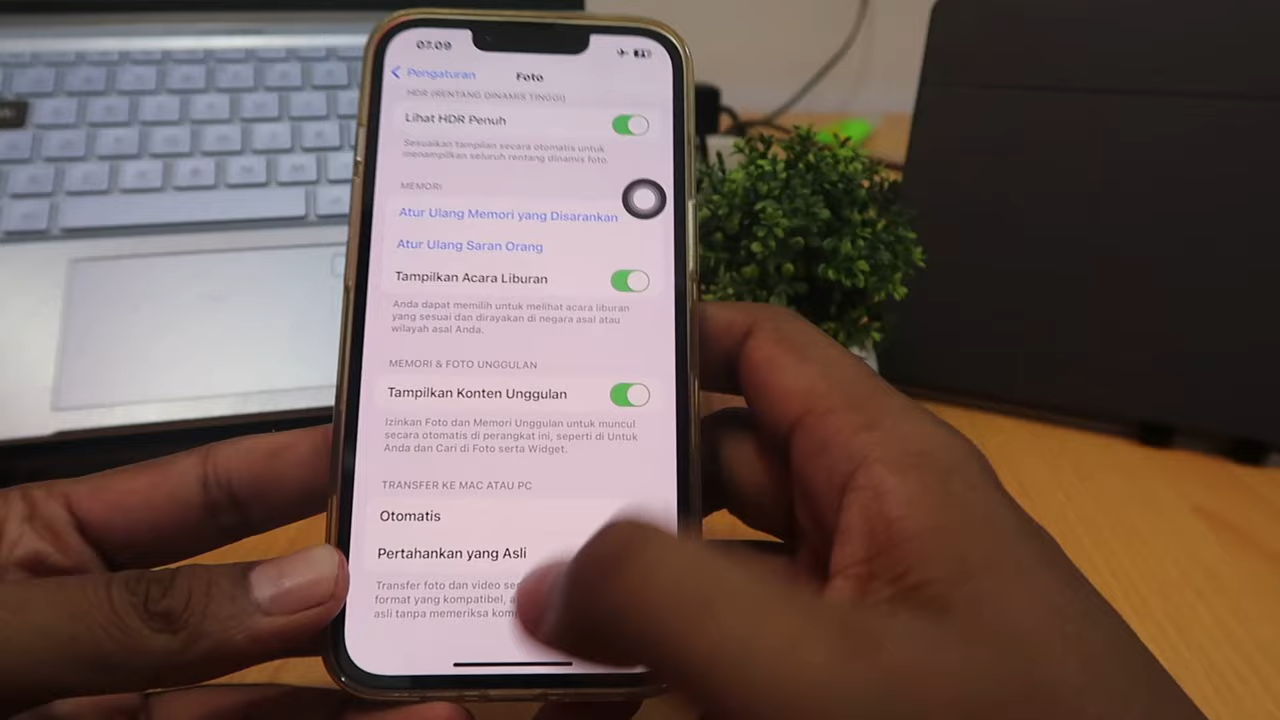 07.09
Pengaturan
Foto
HDR (RENTANG DINAMIS TINGGI)
Lihat HDR Penuh
Sesuaikan tampilan secara otomatis untuk
menampilkan seluruh rentang dinamis foto.
MEMORI
Atur Ulang Memori yang Disarankan
Atur Ulang Saran Orang
Tampilkan Acara Liburan
Anda dapat memilih untuk melihat acara liburan
yang sesuai dan dirayakan di negara asal atau
wilayah asal Anda.
MEMORI & FOTO UNGGULAN
Tampilkan Konten Unggulan
Izinkan Foto dan Memori Unggulan untuk muncul
secara otomatis di perangkat ini, seperti di Untuk
Anda dan Cari di Foto serta Widget.
TRANSFER KE MAC ATAU PC
Otomatis
Pertahankan yang Asli
Transfer foto dan video
format yang kompatibel,
asli tanpa memeriksa